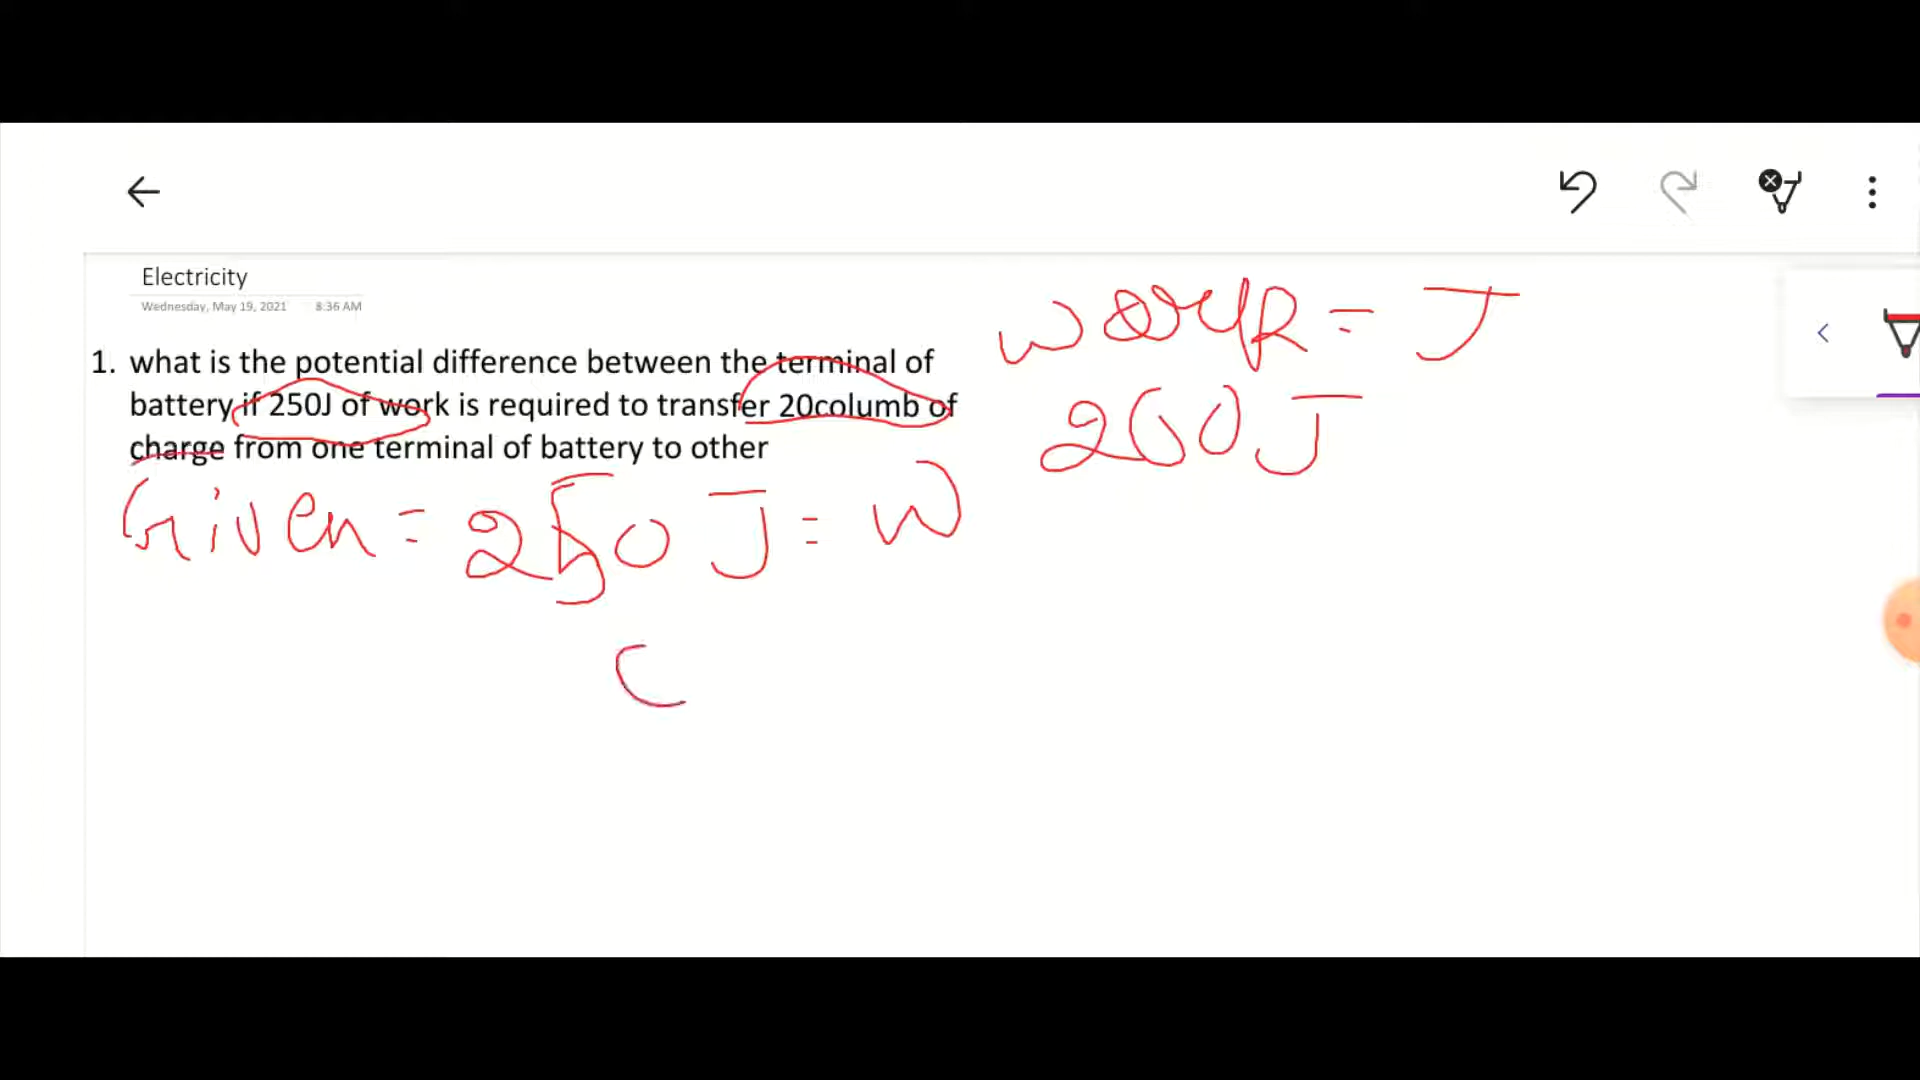 Electricity
Wednesday, May 19, 2021 8:36 AM
1. what is the potential difference between the terminal of
battery if 250J of work is required to transfer 20columb of
charge from one terminal of battery to other
work = J
250 J
Given = 250 J = W
C